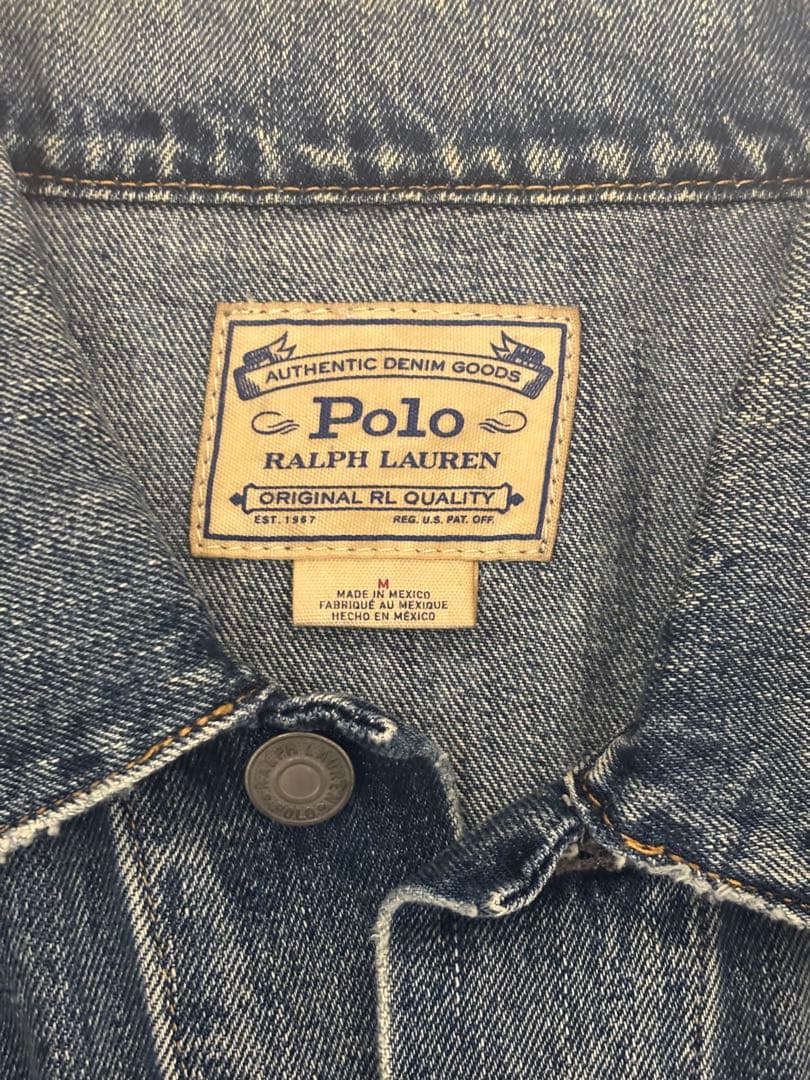 AUTHENTIC DENIM GOODS
Polo
RALPH LAUREN
ORIGINAL RL QUALITY
EST. 1967 REG. U.S. PAT. OFF.
M
MADE IN MEXICO
FABRIQUÉ AU MEXIQUE
HECHO EN MÉXICO
RALPH LAUREN
POLO